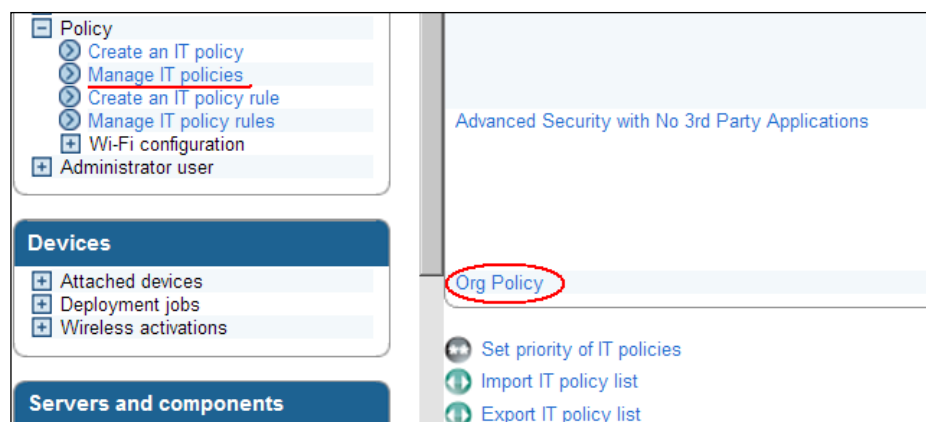 Policy
Create an IT policy
Manage IT policies
Create an IT policy rule
Manage IT policy rules
Wi-Fi configuration
Administrator user
Devices
Attached devices
Deployment jobs
Wireless activations
Servers and components
Advanced Security with No 3rd Party Applications
Org Policy
Set priority of IT policies
Import IT policy list
Export IT policy list